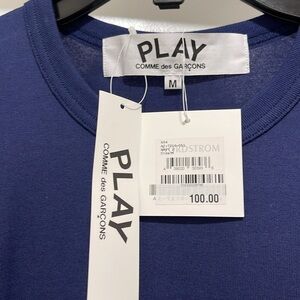 PLAY
COMME des GARÇONS
M
PLAY
COMME des GARÇONS
NORDSTROM
100.00